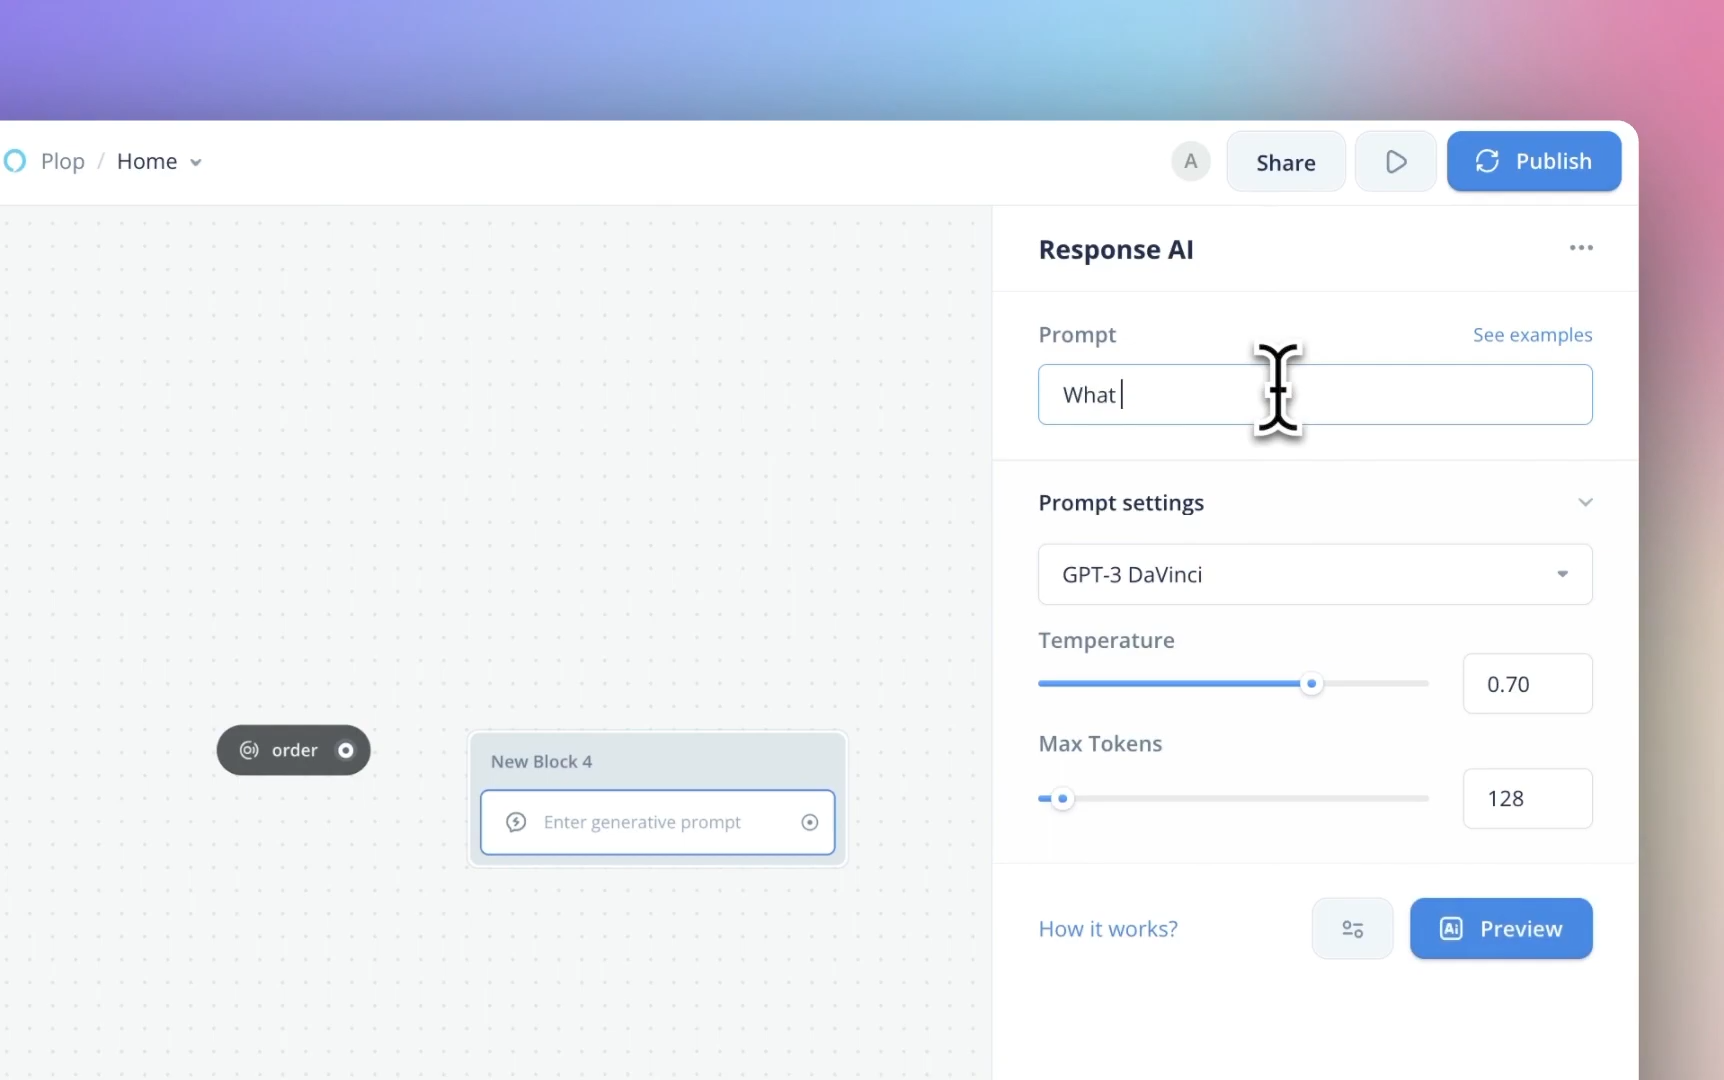 Plop / Home
A
Share
Publish
Response AI
Prompt
See examples
What
Prompt settings
GPT-3 DaVinci
Temperature
0.70
Max Tokens
128
order
New Block 4
Enter generative prompt
How it works?
Ai Preview